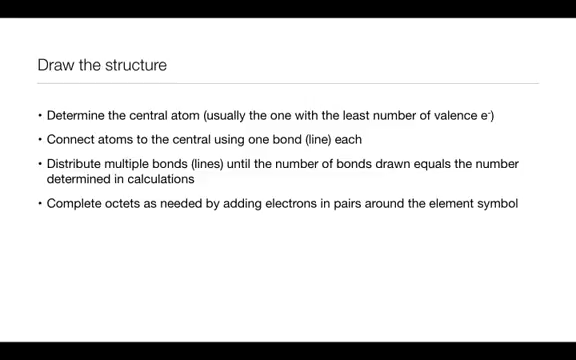 Draw the structure
• Determine the central atom (usually the one with the least number of valence e⁻)
• Connect atoms to the central using one bond (line) each
• Distribute multiple bonds (lines) until the number of bonds drawn equals the number
determined in calculations
• Complete octets as needed by adding electrons in pairs around the element symbol